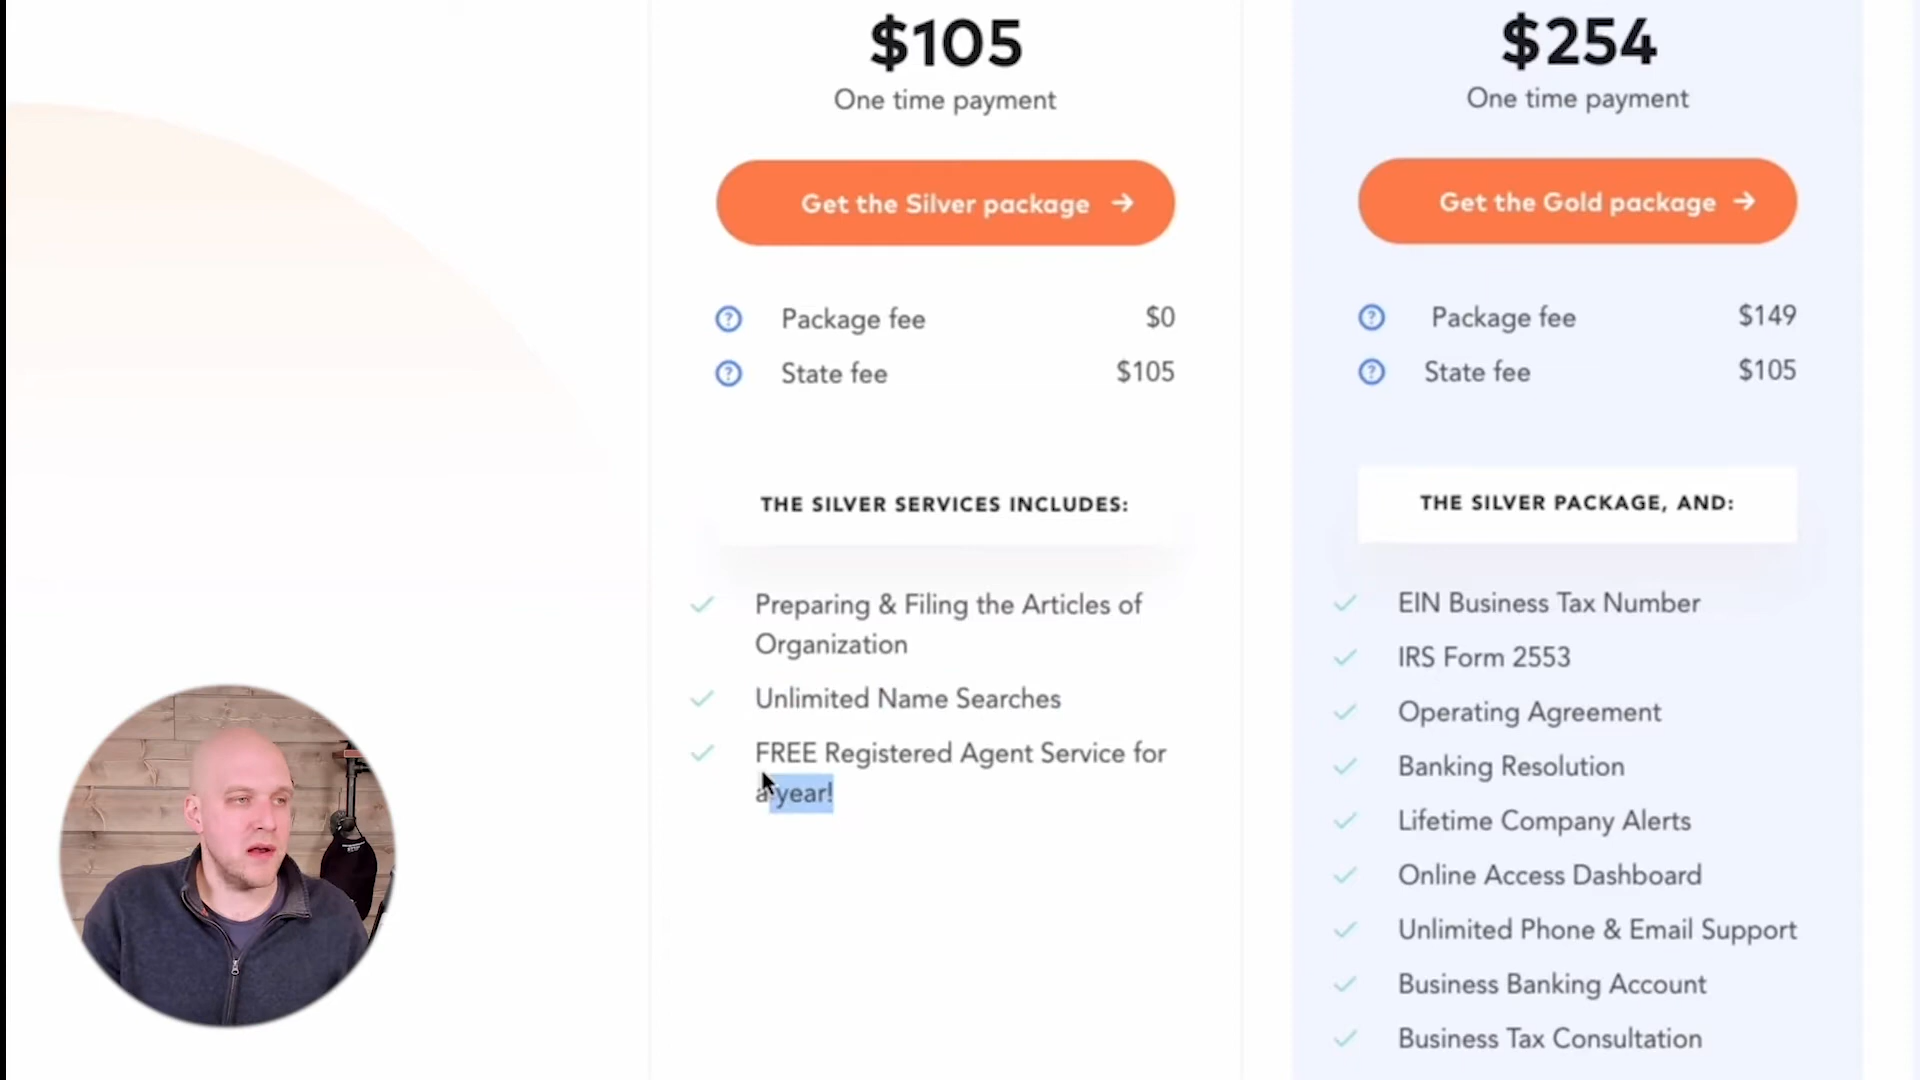 $105
One time payment
Get the Silver package →
Package fee $0
State fee $105
THE SILVER SERVICES INCLUDES:
Preparing & Filing the Articles of
Organization
Unlimited Name Searches
FREE Registered Agent Service for
a year!
$254
One time payment
Get the Gold package →
Package fee $149
State fee $105
THE SILVER PACKAGE, AND:
EIN Business Tax Number
IRS Form 2553
Operating Agreement
Banking Resolution
Lifetime Company Alerts
Online Access Dashboard
Unlimited Phone & Email Support
Business Banking Account
Business Tax Consultation